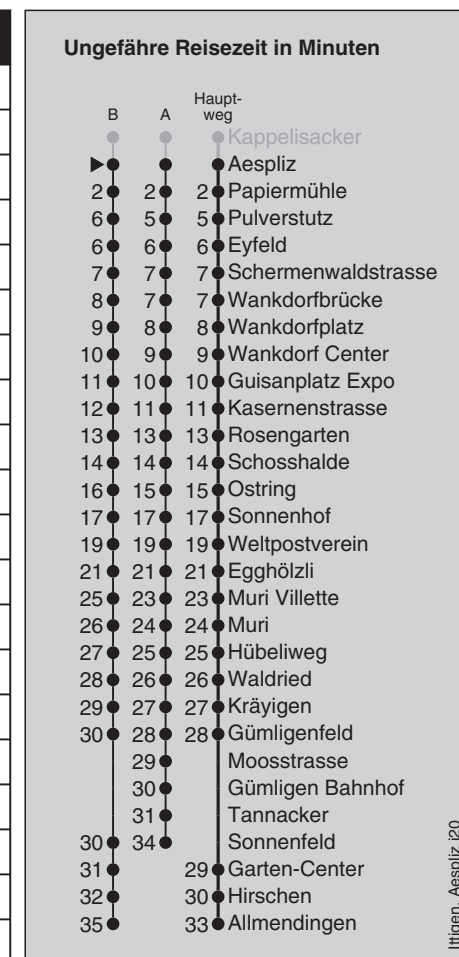 Ungefähre Reisezeit in Minuten
Haupt-
B A weg
Kappelisacker
Aespliz
2 2 2 Papiermühle
6 5 5 Pulverstutz
6 6 6 Eyfeld
7 7 7 Schermenwaldstrasse
8 7 7 Wankdorfbrücke
9 8 8 Wankdorfplatz
10 9 9 Wankdorf Center
11 10 10 Guisanplatz Expo
12 11 11 Kasernenstrasse
13 13 13 Rosengarten
14 14 14 Schosshalde
16 15 15 Ostring
17 17 17 Sonnenhof
19 19 19 Weltpostverein
21 21 21 Egghölzli
25 23 23 Muri Villette
26 24 24 Muri
27 25 25 Hübeliweg
28 26 26 Waldried
29 27 27 Kräyigen
30 28 28 Gümligenfeld
29 Moosstrasse
30 Gümligen Bahnhof
31 Tannacker
30 34 Sonnenfeld
31 29 Garten-Center
32 30 Hirschen
35 33 Allmendingen
Ittigen, Aespliz j20